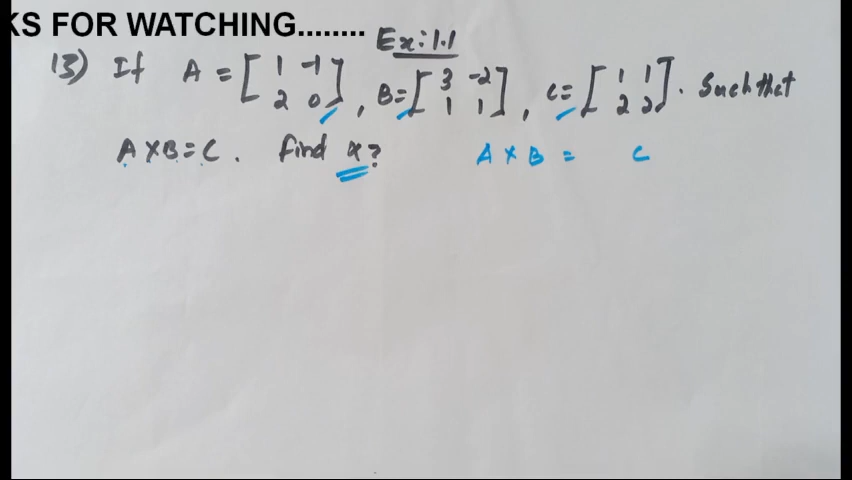 KS FOR WATCHING........
Ex:1.1
13) If A = [1 -1 2 0], B= [3 -2 1 1], C= [1 1 2 2]. Such that
A X B = C. Find x?
A X B = C